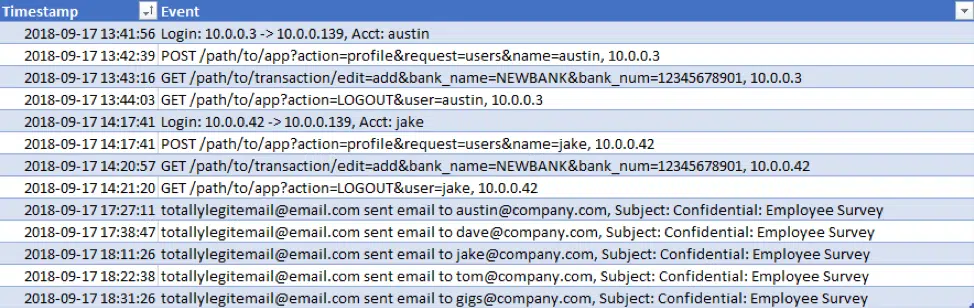 Timestamp Event
2018-09-17 13:41:56 Login: 10.0.0.3 -> 10.0.0.139, Acct: austin
2018-09-17 13:42:39 POST /path/to/app?action=profile&request=users&name=austin, 10.0.0.3
2018-09-17 13:43:16 GET /path/to/transaction/edit=add&bank_name=NEWBANK&bank_num=12345678901, 10.0.0.3
2018-09-17 13:44:03 GET /path/to/app?action=LOGOUT&user=austin, 10.0.0.3
2018-09-17 14:17:41 Login: 10.0.0.42 -> 10.0.0.139, Acct: jake
2018-09-17 14:17:41 POST /path/to/app?action=profile&request=users&name=jake, 10.0.0.42
2018-09-17 14:20:57 GET /path/to/transaction/edit=add&bank_name=NEWBANK&bank_num=12345678901, 10.0.0.42
2018-09-17 14:21:20 GET /path/to/app?action=LOGOUT&user=jake, 10.0.0.42
2018-09-17 17:27:11 totallylegitemail@email.com sent email to austin@company.com, Subject: Confidential: Employee Survey
2018-09-17 17:38:47 totallylegitemail@email.com sent email to dave@company.com, Subject: Confidential: Employee Survey
2018-09-17 18:11:26 totallylegitemail@email.com sent email to jake@company.com, Subject: Confidential: Employee Survey
2018-09-17 18:22:38 totallylegitemail@email.com sent email to tom@company.com, Subject: Confidential: Employee Survey
2018-09-17 18:31:26 totallylegitemail@email.com sent email to gigs@company.com, Subject: Confidential: Employee Survey